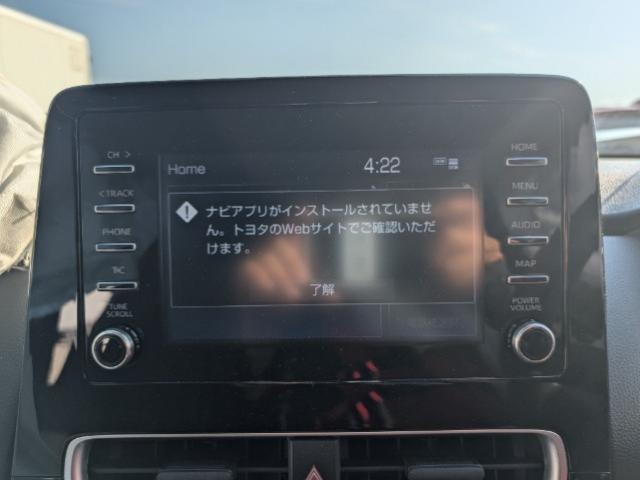 CH >
< TRACK
PHONE
TUNE
SCROLL
Home
4:22
ナビアプリがインストールされていませ
ん。トヨタのWebサイトでご確認いただ
けます。
了解
HOME
MENU
AUDIO
MAP
POWER
VOLUME